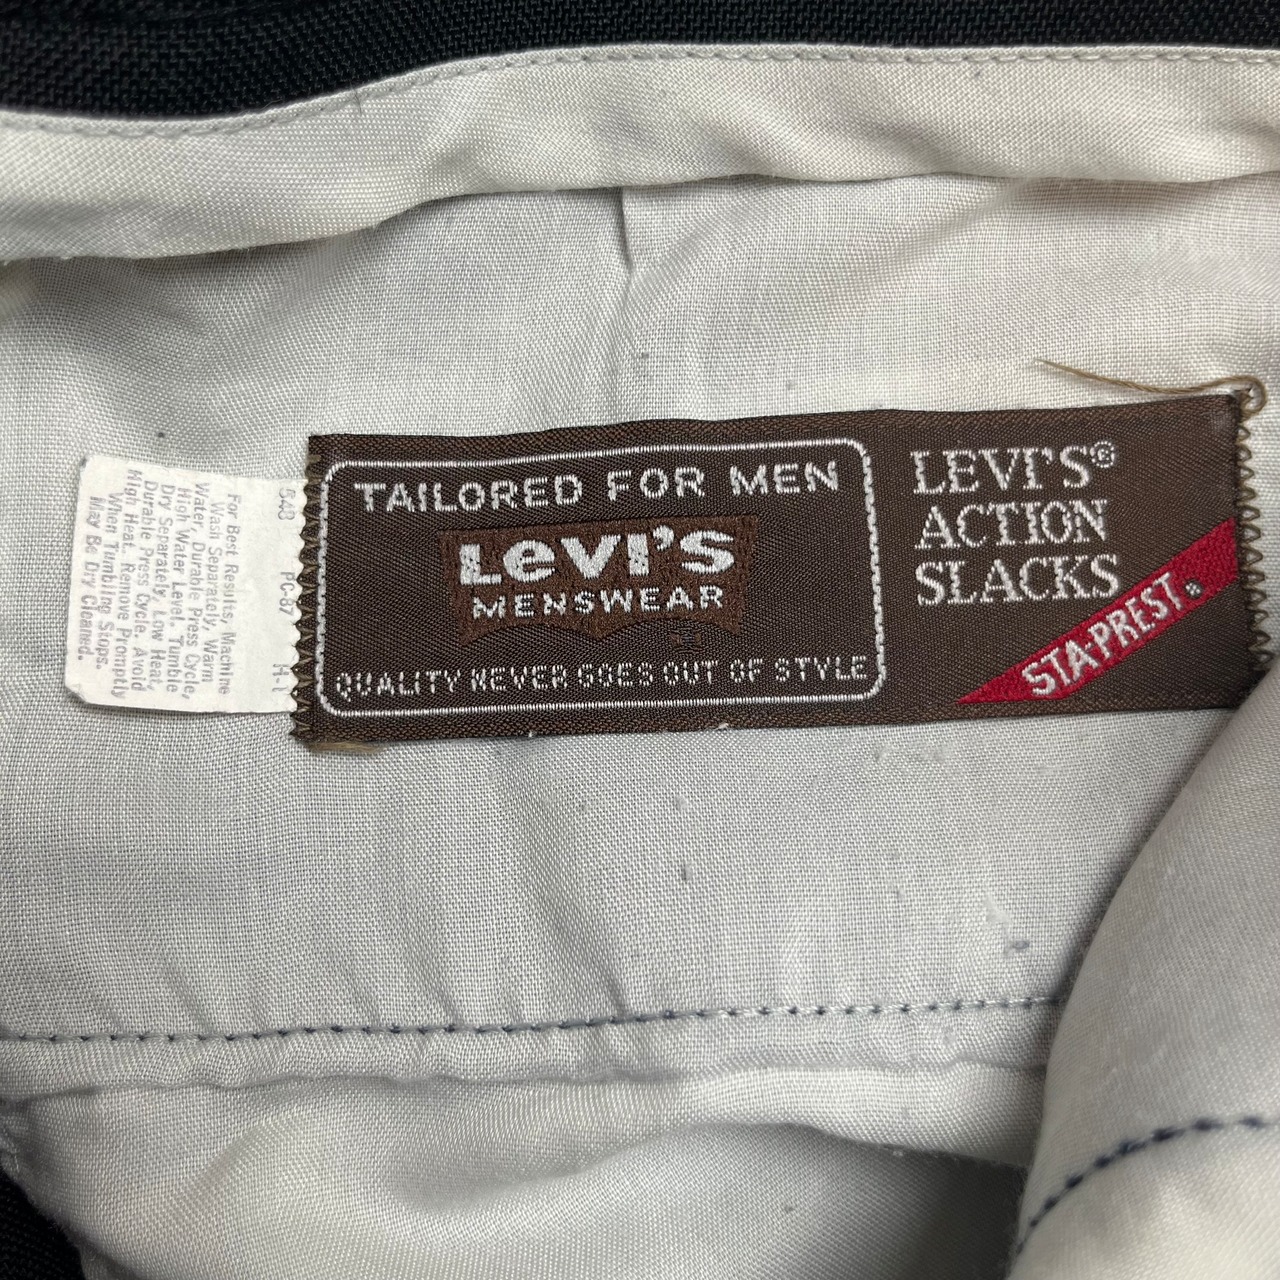 TAILORED FOR MEN
LEVI'S
MENSWEAR
QUALITY NEVER GOES OUT OF STYLE
LEVI'S®
ACTION
SLACKS
STA-PREST®
548 PC-87
For Best Results, Machine
Wash Separately, Warm
Water, Durable Press Cycle,
High Water Level. Tumble
Dry Separately, Low Heat,
Durable Press Cycle. Avoid
High Heat. Remove Promptly
When Tumbling Stops.
May Be Dry Cleaned.